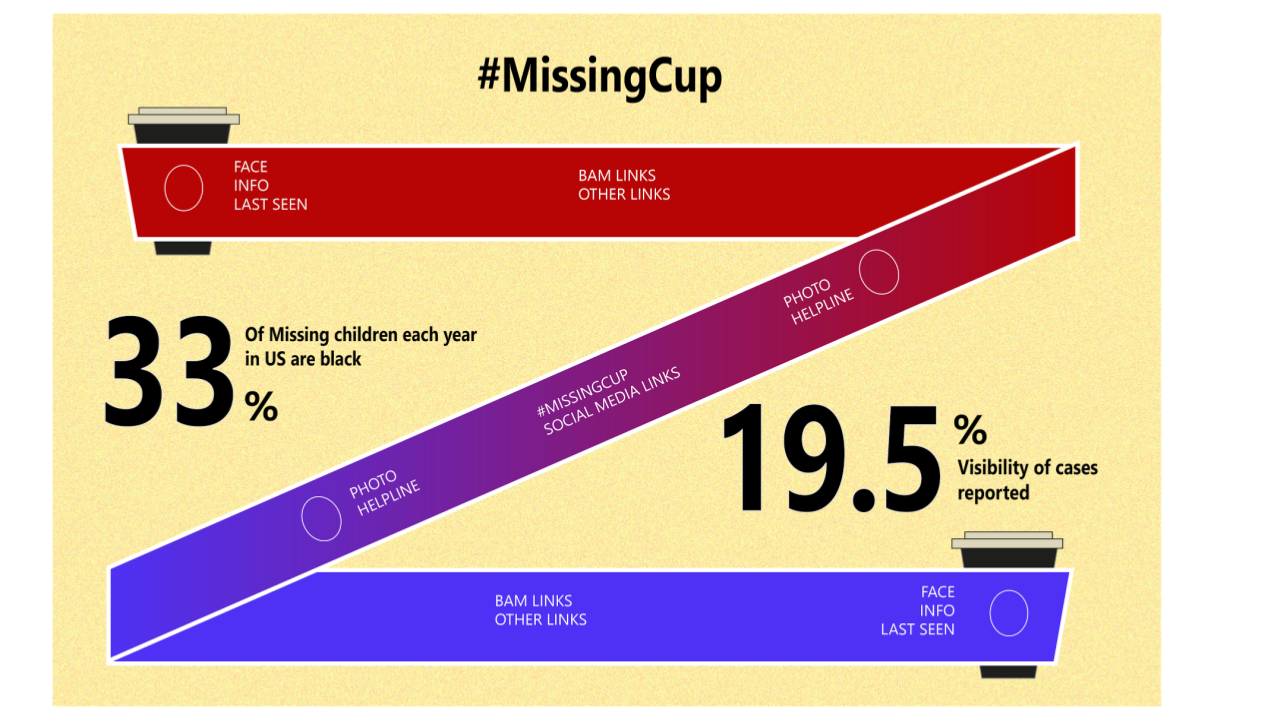 #MissingCup
FACE
INFO
LAST SEEN
BAM LINKS
OTHER LINKS
PHOTO
HELPLINE
33
Of Missing children each year
in US are black
%
#MISSINGCUP
SOCIAL MEDIA LINKS
19.5
%
Visibility of cases
reported
PHOTO
HELPLINE
BAM LINKS
OTHER LINKS
FACE
INFO
LAST SEEN